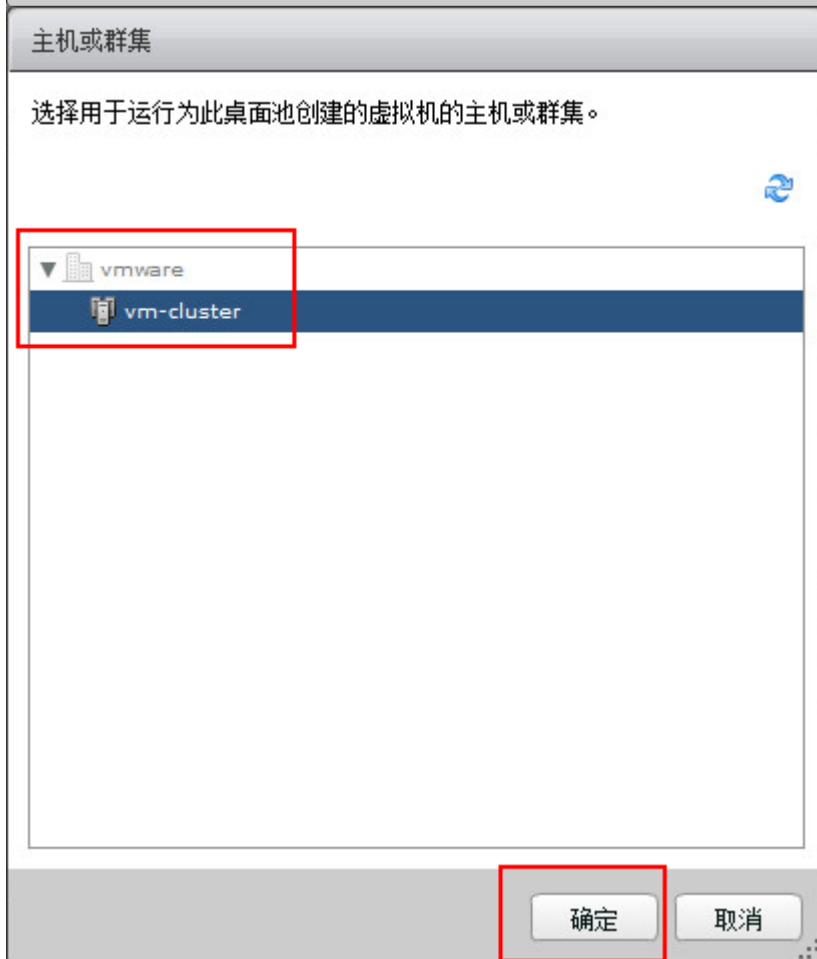 主机或群集
选择用于运行为此桌面池创建的虚拟机的主机或群集。
vmware
vm-cluster
确定
取消